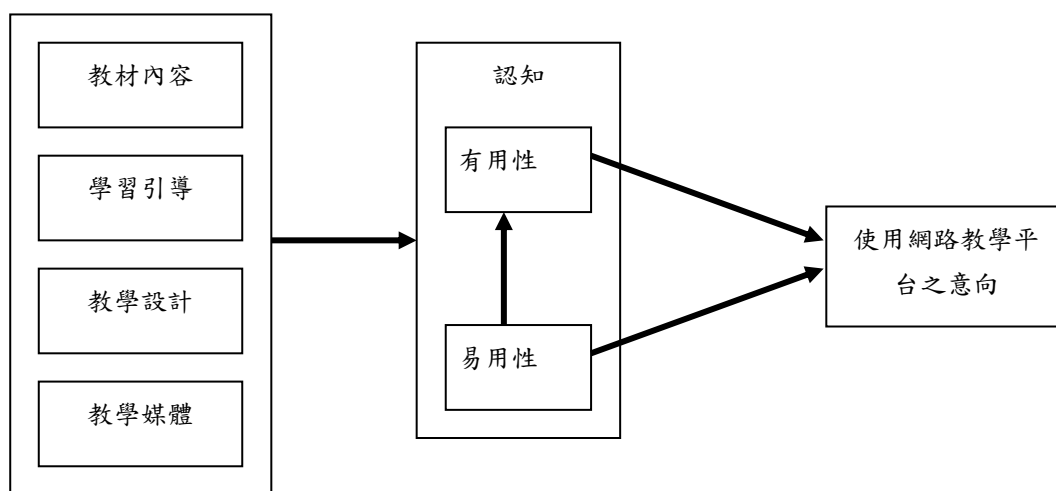 教材內容
學習引導
教學設計
教學媒體
認知
有用性
易用性
使用網路教學平
台之意向